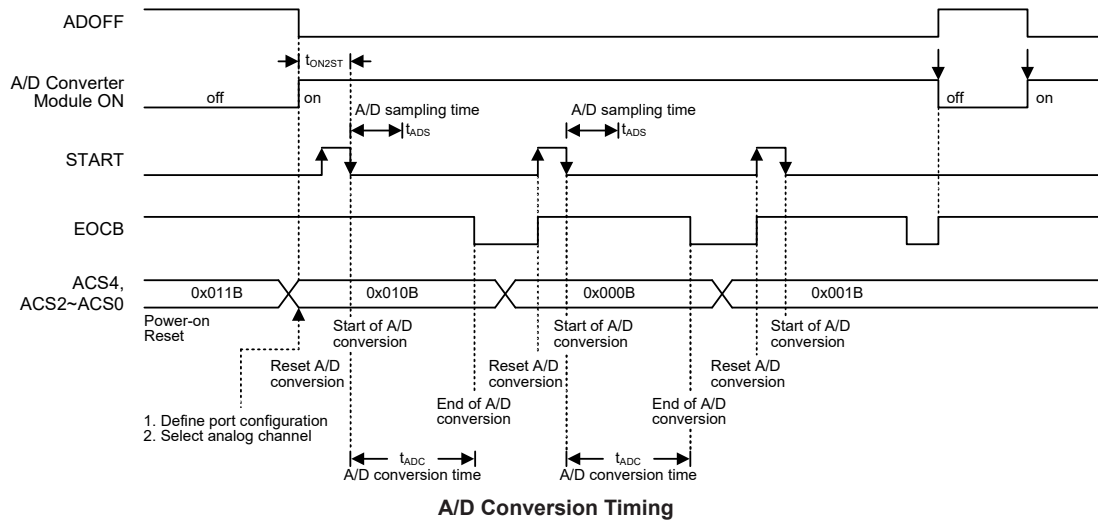 ADOFF
tON2ST
A/D Converter
Module ON
off
on
off
on
A/D sampling time
tADS
A/D sampling time
tADS
START
EOCB
ACS4,
ACS2~ACS0
0x011B
0x010B
0x000B
0x001B
Power-on
Reset
Start of A/D
conversion
Start of A/D
conversion
Start of A/D
conversion
Reset A/D
conversion
Reset A/D
conversion
Reset A/D
conversion
End of A/D
conversion
End of A/D
conversion
1. Define port configuration
2. Select analog channel
tADC
A/D conversion time
tADC
A/D conversion time
A/D Conversion Timing